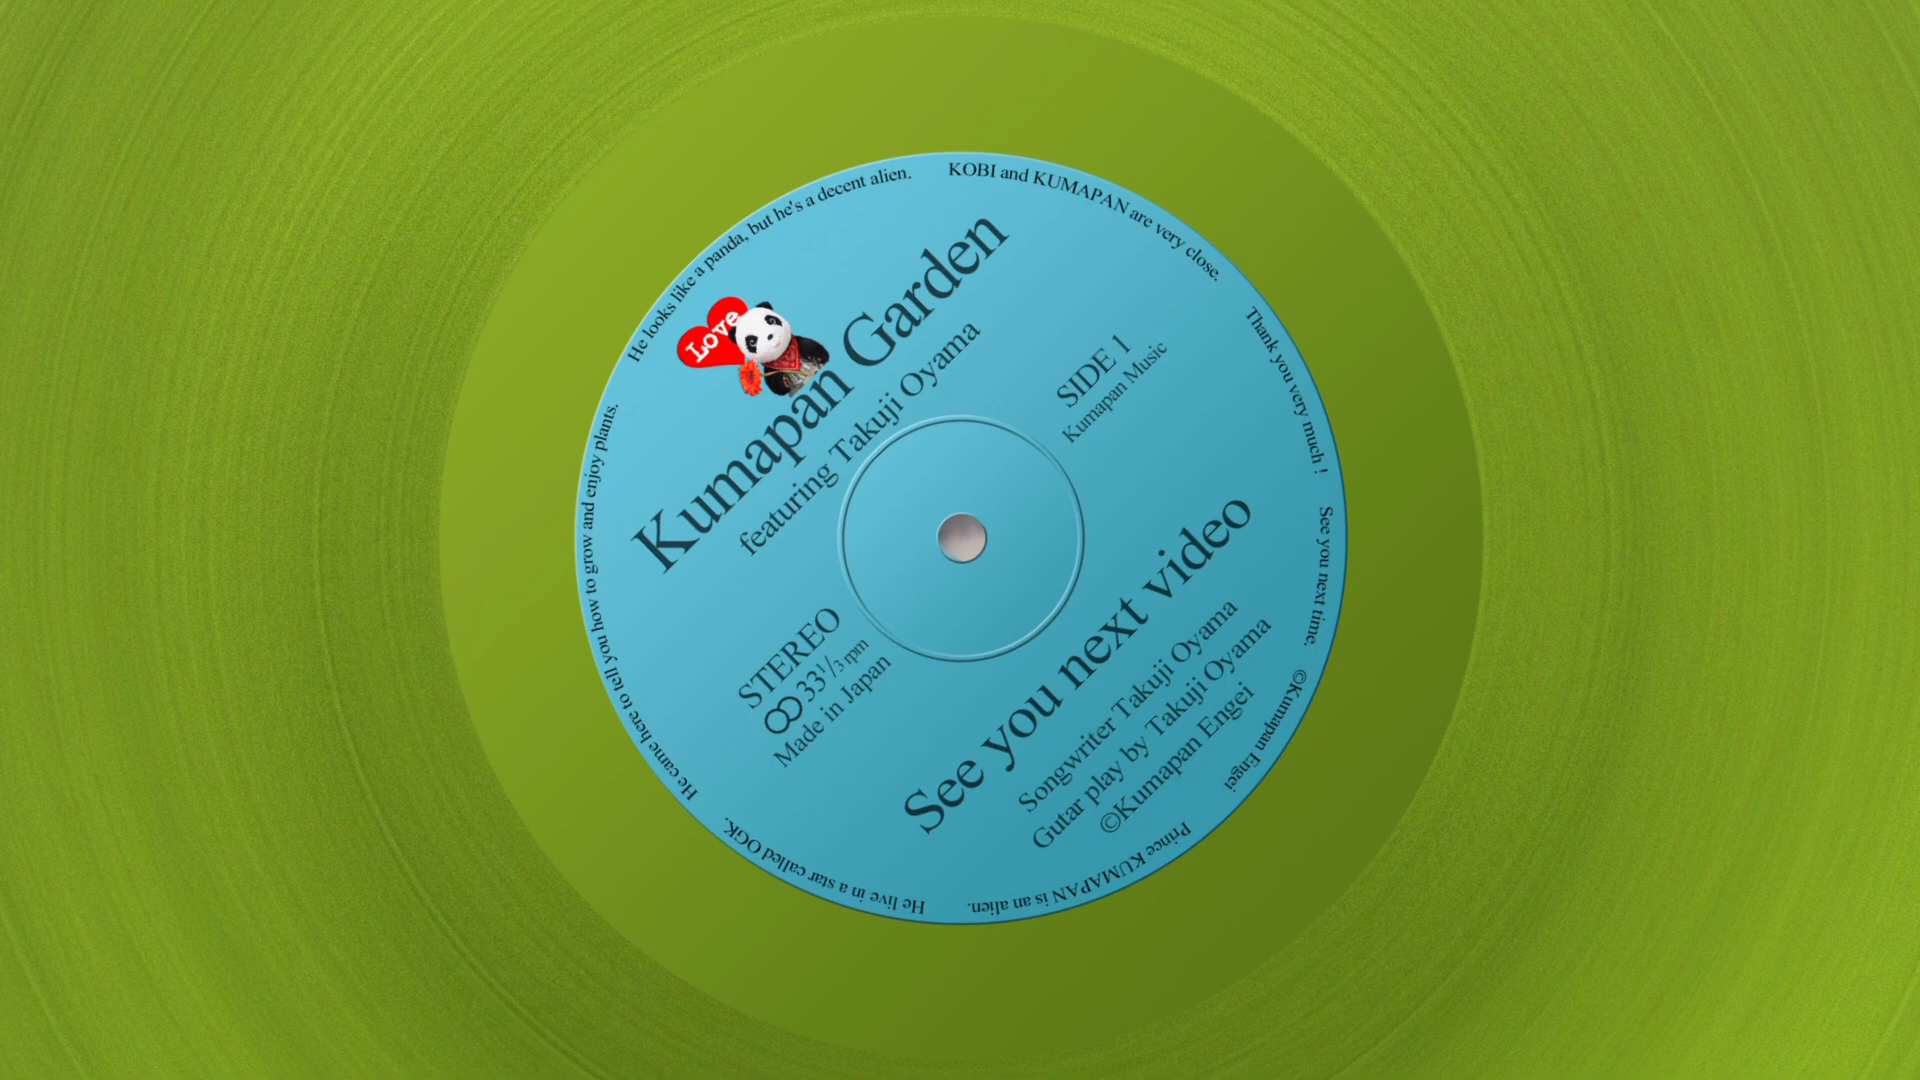 Love
Kumapan Garden
featuring Takuji Oyama
SIDE 1
Kumapan Music
STEREO
∞ 33 1/3 rpm
Made in Japan
See you next video
Songwriter Takuji Oyama
Gutar play by Takuji Oyama
©Kumapan Engei
Prince KUMAPAN is an alien.
He live in a star called OGK.
He came here to tell you how to grow and enjoy plants.
He looks like a panda, but he's a decent alien.
KOBI and KUMAPAN are very close.
Thank you very much !
See you next time.
©Kumapan Engei